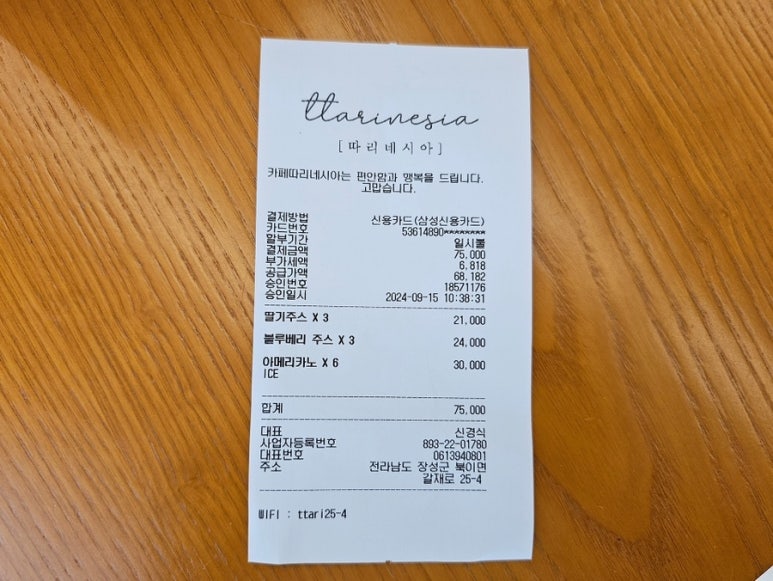 ttarinesia
[따리네시아]
카페따리네시아는 편안함과 행복을 드립니다.
고맙습니다.
결제방법 신용카드(삼성신용카드)
카드번호 53614890********
할부기간 일시불
결제금액 75,000
부가세액 6,818
공급가액 68,182
승인번호 18571176
승인일시 2024-09-15 10:38:31
딸기주스 X 3 21,000
블루베리 주스 X 3 24,000
아메리카노 X 6 30,000
ICE
합계 75,000
대표 신경식
사업자등록번호 893-22-01780
대표번호 0613940801
주소 전라남도 장성군 북이면
갈재로 25-4
WIFI : ttari25-4